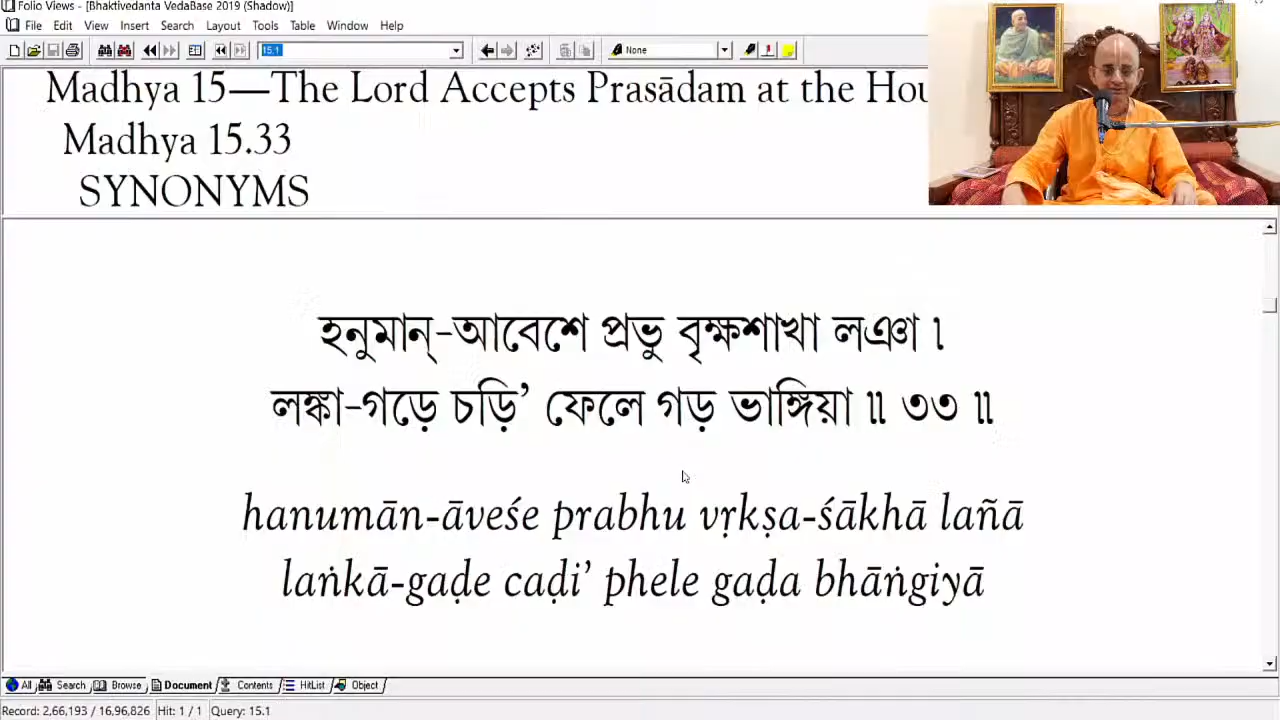 Folio Views - [Bhaktivedanta VedaBase 2019 (Shadow)]
File Edit View Insert Search Layout Tools Table Window Help
15.1 None
Madhya 15—The Lord Accepts Prasādam at the Hou
Madhya 15.33
SYNONYMS
হনুমান্-আবেশে প্রভু বৃক্ষশাখা লঞা ৷
লঙ্কা-গড়ে চড়ি’ ফেলে গড় ভাঙ্গিয়া ॥ ৩৩ ॥
hanumān-āveśe prabhu vṛkṣa-śākhā lañā
laṅkā-gaḍe caḍi’ phele gaḍa bhāṅgiyā
All Search Browse Document Contents HitList Object
Record: 2,66,193 / 16,96,826 Hit: 1 / 1 Query: 15.1